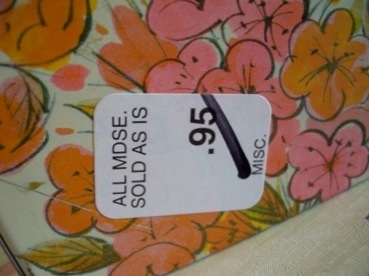 ALL MDSE.
SOLD AS IS
.95
MISC.